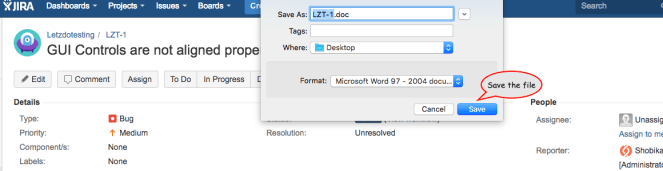 JIRA Dashboards Projects Issues Boards Search
Save As: LZT-1.doc
Tags:
Where: Desktop
Letzdotesting / LZT-1
GUI Controls are not aligned prope
Format: Microsoft Word 97 - 2004 docu...
Edit Comment Assign To Do In Progress
Save the file
Cancel Save
Details People
Type: Bug Assignee: Unassig
Priority: Medium Resolution: Unresolved Assign to me
Component/s: None Reporter: Shobika
Labels: None [Administrato